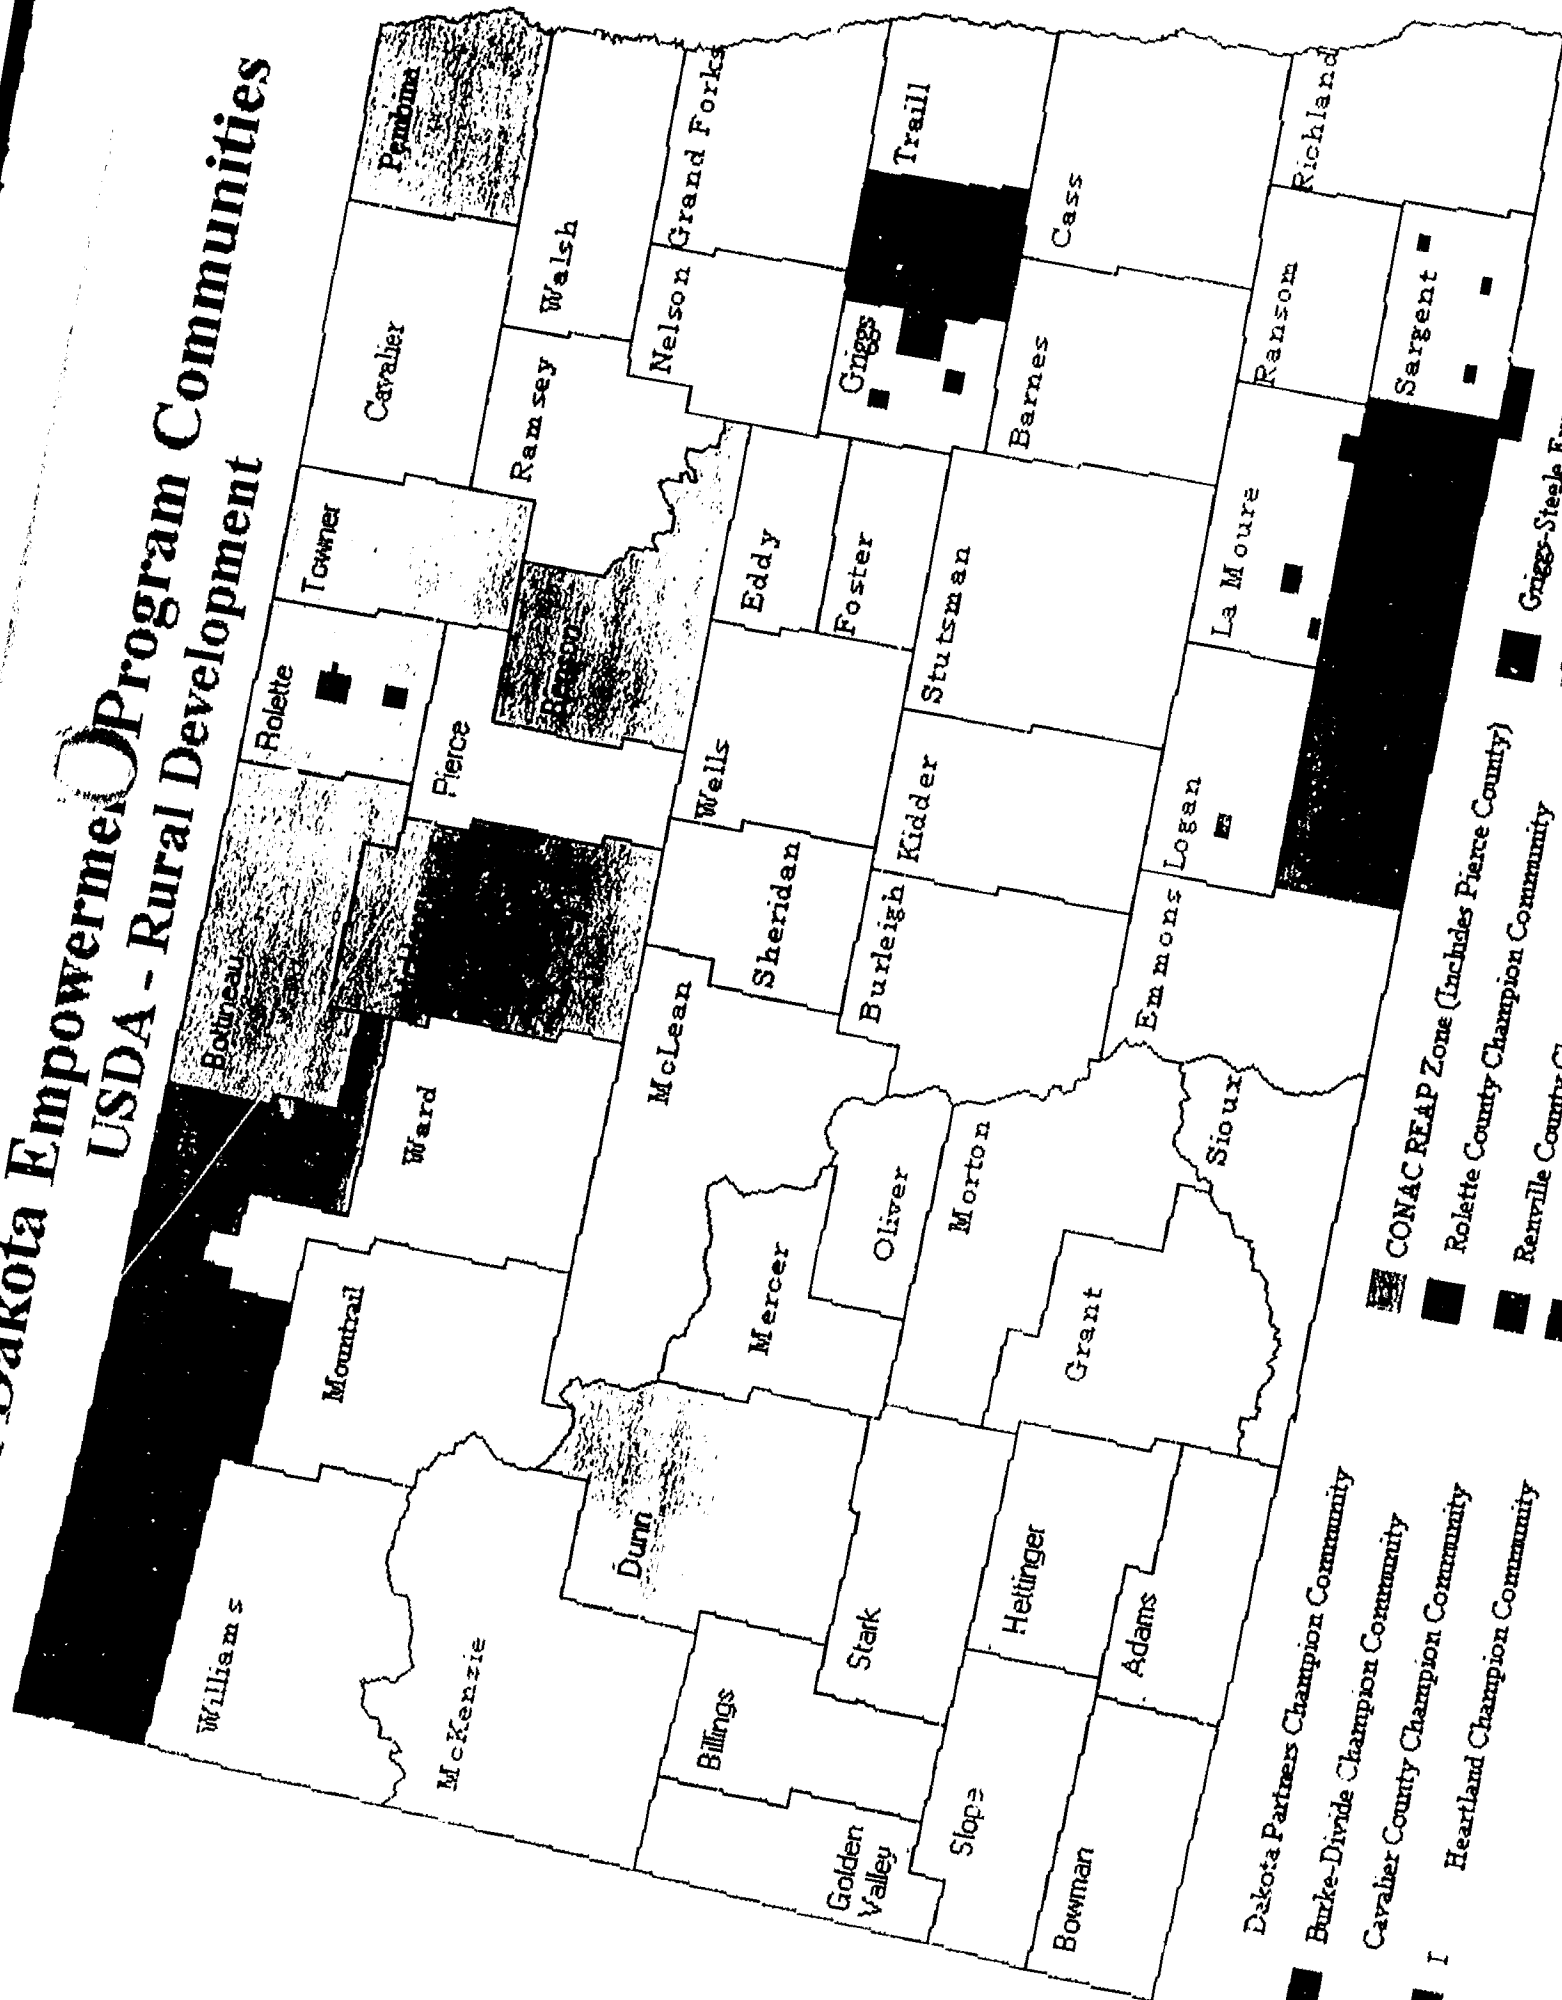 Dakota Empowerme Program Communities
USDA - Rural Development
Bottineau
Rolette
Towner
Cavalier
Pembina
Williams
Mountrail
Ward
Pierce
Benson
Ramsey
Walsh
McKenzie
Nelson
Grand Forks
Dunn
McLean
Sheridan
Wells
Eddy
Foster
Griggs
Traill
Mercer
Oliver
Billings
Golden
Valley
Stark
Morton
Burleigh
Kidder
Stutsman
Barnes
Cass
Slope
Hettinger
Grant
Sioux
Emmons
Logan
La Moure
Ransom
Richland
Bowman
Adams
Sargent
Dakota Partners Champion Community
Burke-Divide Champion Community
Cavalier County Champion Community
Heartland Champion Community
CONAC REAP Zone (Includes Pierce County)
Rolette County Champion Community
Renville County
Griggs-Steele